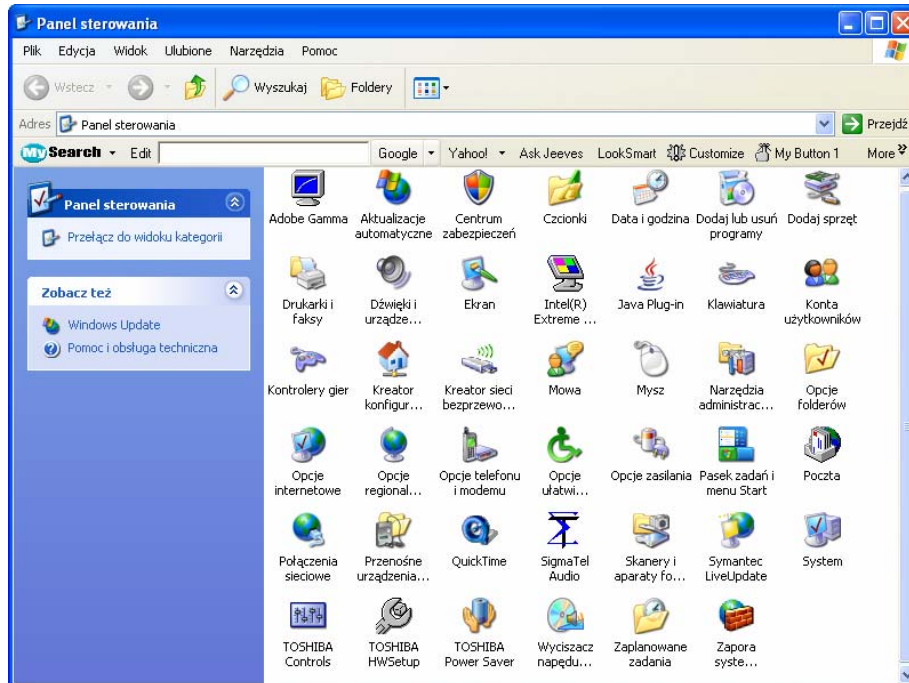 Panel sterowania
Plik Edycja Widok Ulubione Narzędzia Pomoc
Wstecz Wyszukaj Foldery
Adres Panel sterowania Przejdź
My Search Edit Google Yahoo! Ask Jeeves LookSmart Customize My Button 1 More
Panel sterowania
Przełącz do widoku kategorii
Zobacz też
Windows Update
Pomoc i obsługa techniczna
Adobe Gamma Aktualizacje Centrum Czcionki Data i godzina Dodaj lub usuń Dodaj sprzęt
automatyczne zabezpieczeń programy
Drukarki i Dźwięki i Ekran Intel(R) Java Plug-in Klawiatura Konta
faksy urządze... Extreme ... użytkowników
Kontrolery gier Kreator Kreator sieci Mowa Mysz Narzędzia Opcje
konfigur... bezprzewo... administrac... folderów
Opcje Opcje Opcje telefonu Opcje Opcje zasilania Pasek zadań i Poczta
internetowe regional... i modemu ułatwi... menu Start
Połączenia Przenośne QuickTime SigmaTel Skanery i Symantec System
sieciowe urządzenia... Audio aparaty fo... LiveUpdate
TOSHIBA TOSHIBA TOSHIBA Wyciszacz Zaplanowane Zapora
Controls HWSetup Power Saver napędu... zadania syste...